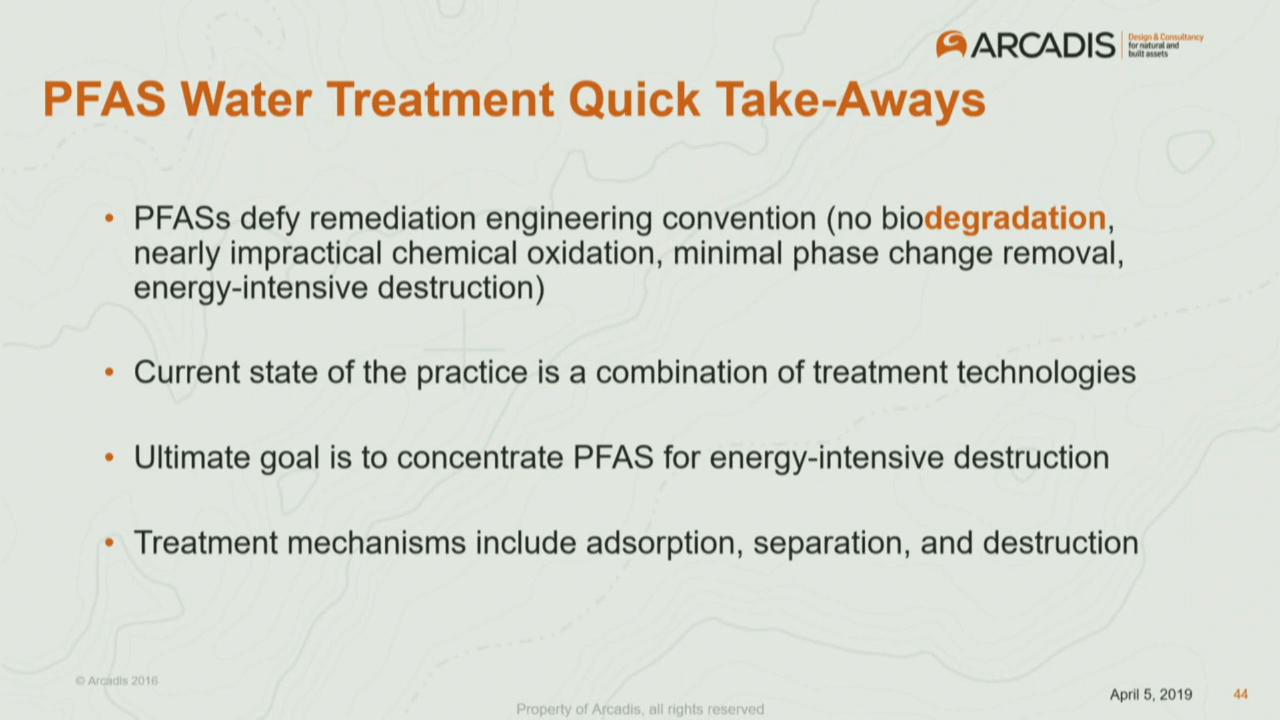 ARCADIS
Design & Consultancy
for natural and
built assets
PFAS Water Treatment Quick Take-Aways
• PFASs defy remediation engineering convention (no biodegradation,
nearly impractical chemical oxidation, minimal phase change removal,
energy-intensive destruction)
• Current state of the practice is a combination of treatment technologies
• Ultimate goal is to concentrate PFAS for energy-intensive destruction
• Treatment mechanisms include adsorption, separation, and destruction
© Arcadis 2016
Property of Arcadis, all rights reserved
April 5, 2019 44